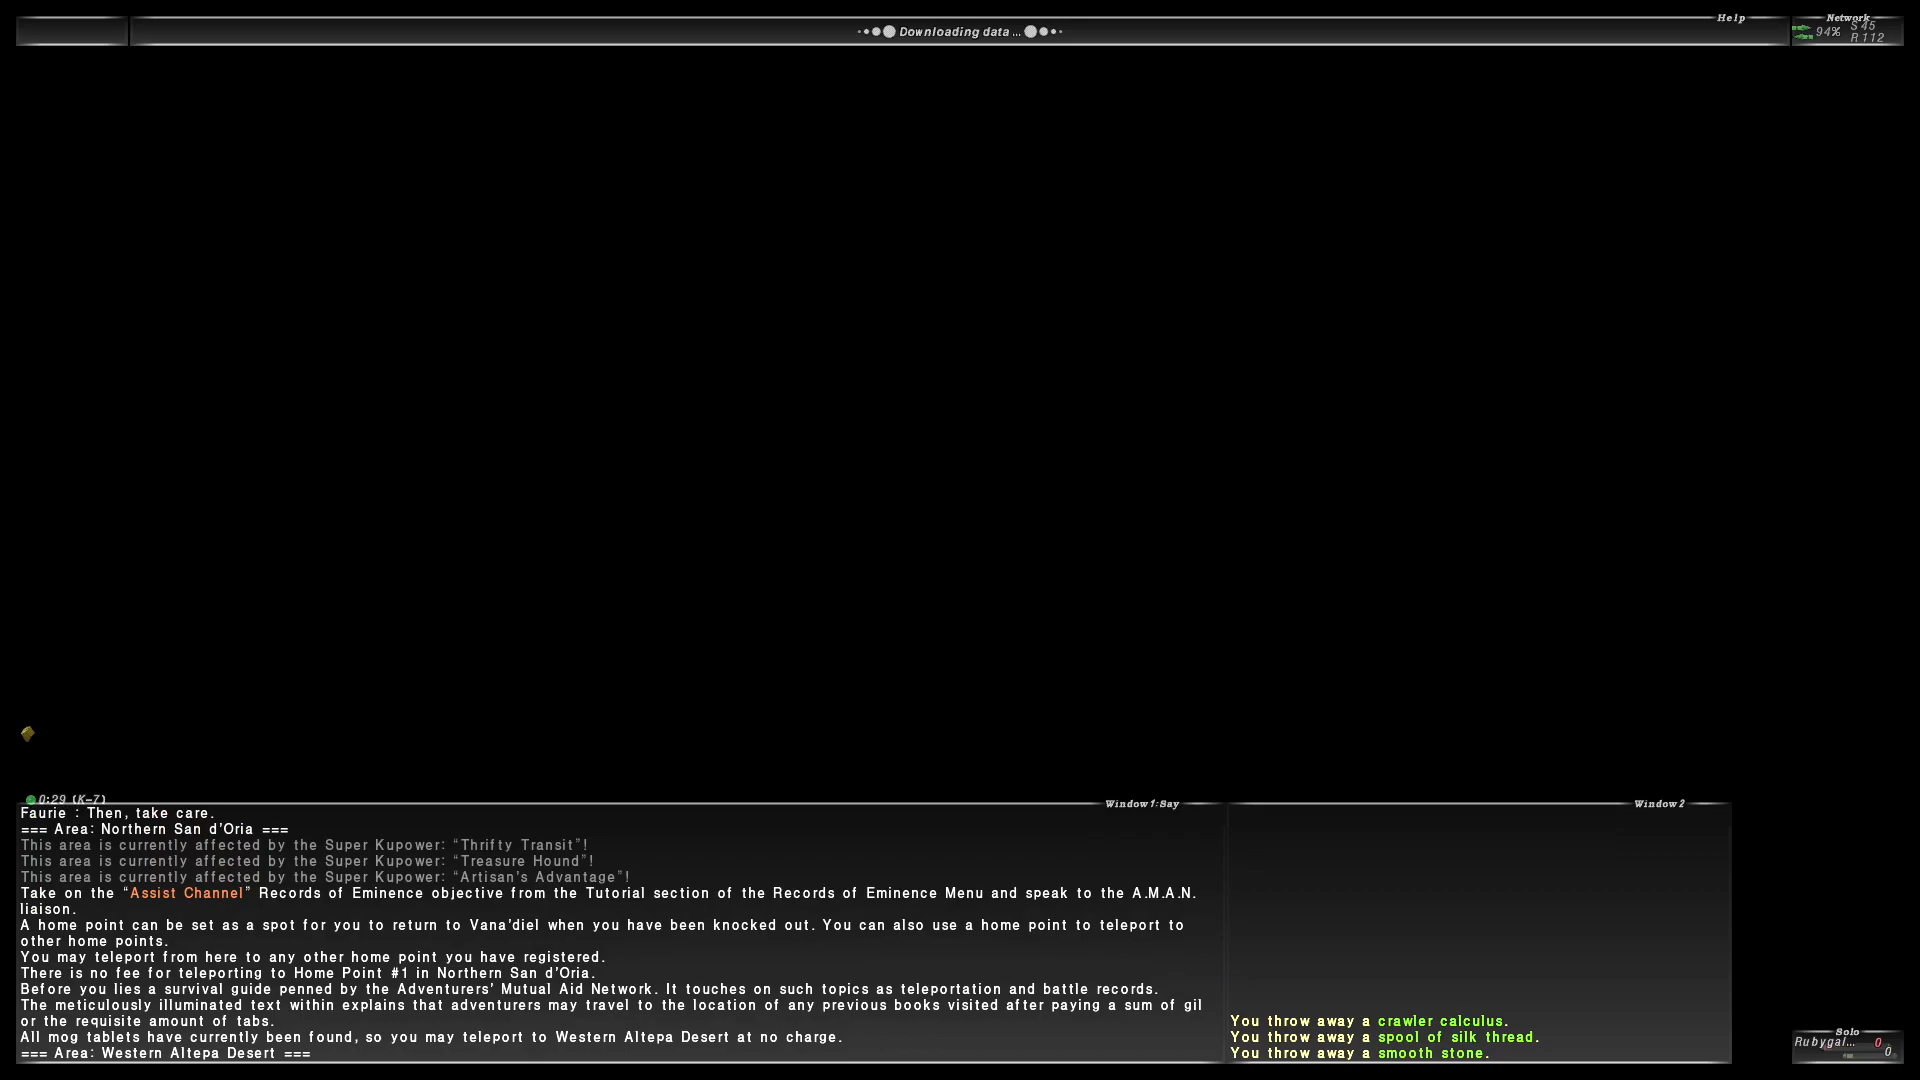 Help
Network
Downloading data ...
94%
S 45
R 112
0:29 (K-7)
Window1:Say
Window2
Faurie : Then, take care.
=== Area: Northern San d'Oria ===
This area is currently affected by the Super Kupower: “Thrifty Transit”!
This area is currently affected by the Super Kupower: “Treasure Hound”!
This area is currently affected by the Super Kupower: “Artisan's Advantage”!
Take on the “Assist Channel” Records of Eminence objective from the Tutorial section of the Records of Eminence Menu and speak to the A.M.A.N.
liaison.
A home point can be set as a spot for you to return to Vana'diel when you have been knocked out. You can also use a home point to teleport to
other home points.
You may teleport from here to any other home point you have registered.
There is no fee for teleporting to Home Point #1 in Northern San d'Oria.
Before you lies a survival guide penned by the Adventurers' Mutual Aid Network. It touches on such topics as teleportation and battle records.
The meticulously illuminated text within explains that adventurers may travel to the location of any previous books visited after paying a sum of gil
or the requisite amount of tabs.
All mog tablets have currently been found, so you may teleport to Western Altepa Desert at no charge.
=== Area: Western Altepa Desert ===
You throw away a crawler calculus.
You throw away a spool of silk thread.
You throw away a smooth stone.
Solo
Rubygal... 0
0